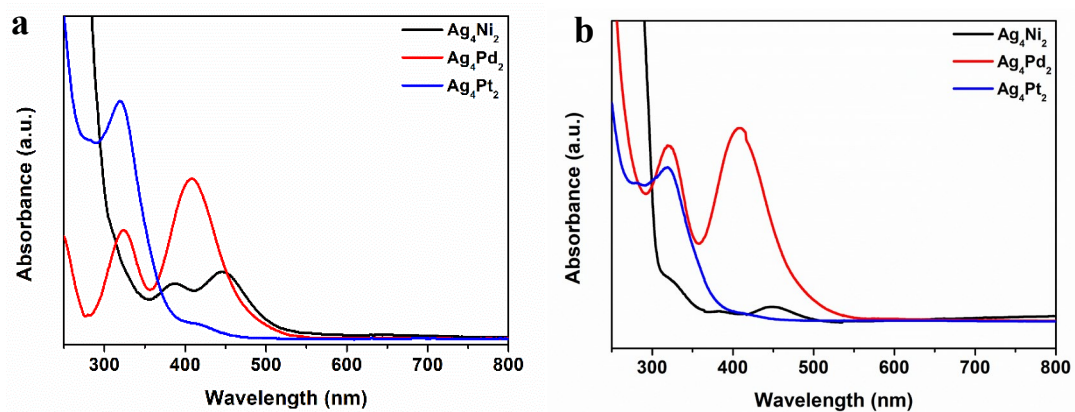 a
Ag₄Ni₂
Ag₄Pd₂
Ag₄Pt₂
Absorbance (a.u.)
300 400 500 600 700 800
Wavelength (nm)
b
Ag₄Ni₂
Ag₄Pd₂
Ag₄Pt₂
Absorbance (a.u.)
300 400 500 600 700 800
Wavelength (nm)